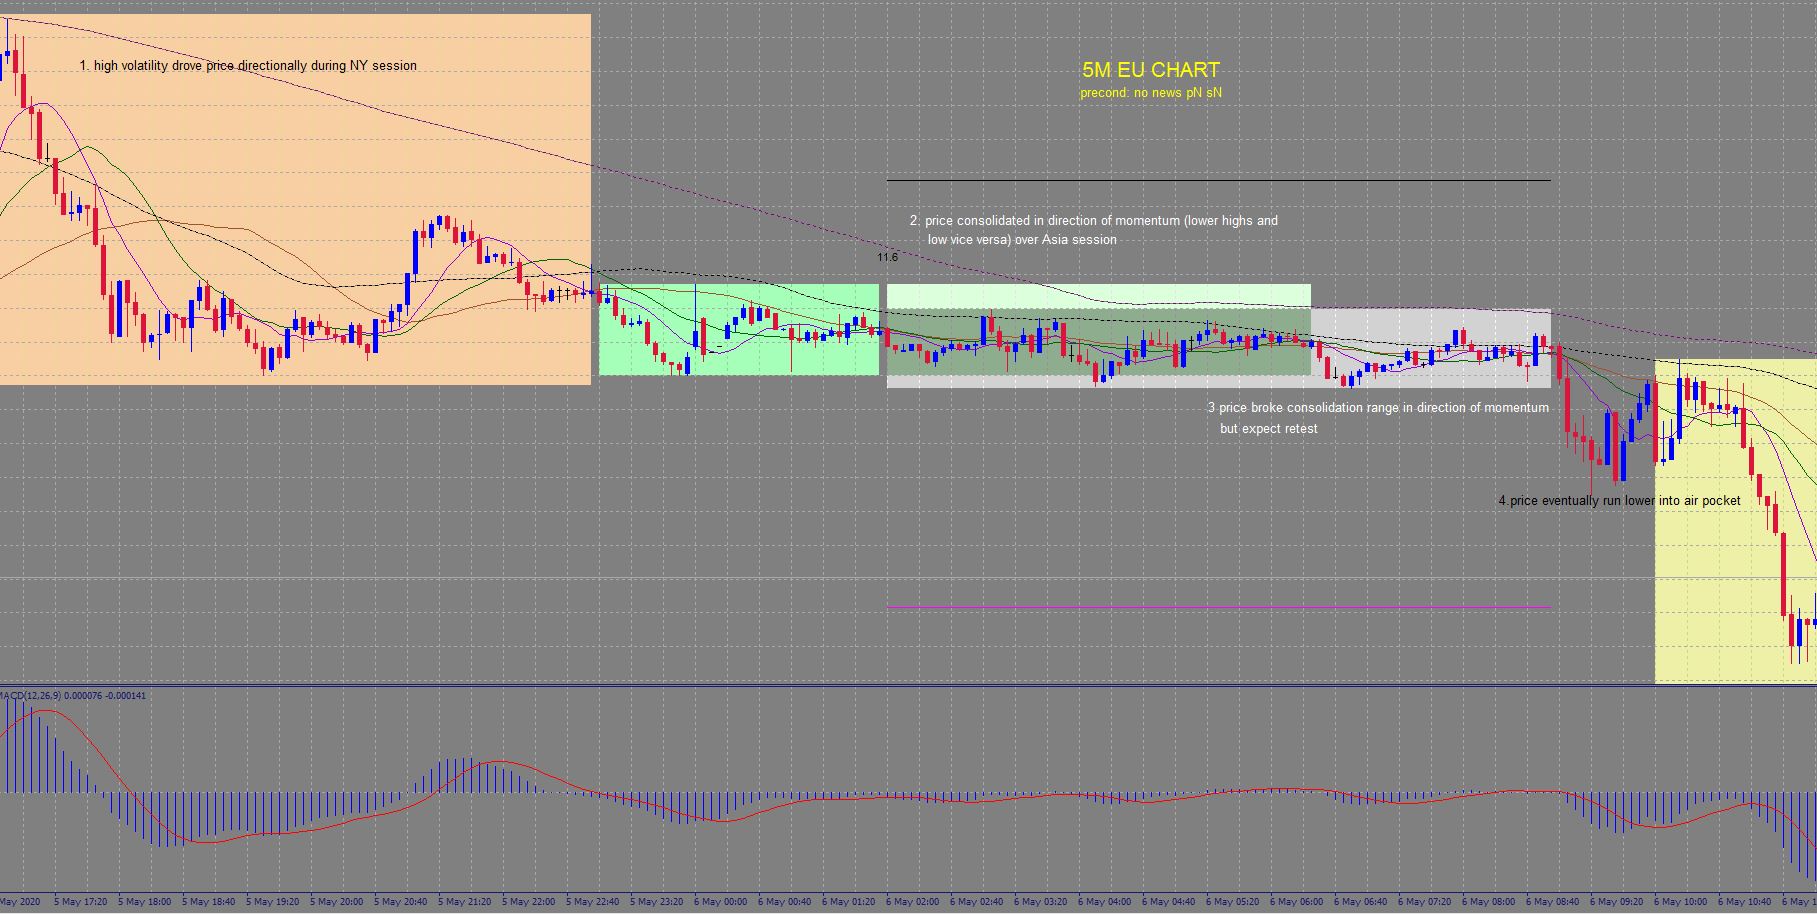 1. high volatility drove price directionally during NY session
5M EU CHART
precond: no news pN sN
2. price consolidated in direction of momentum (lower highs and
low vice versa) over Asia session
11.6
3 price broke consolidation range in direction of momentum
but expect retest
4.price eventually run lower into air pocket
MACD(12,26,9) 0.000076 -0.000141
May 2020 5 May 17:20 5 May 18:00 5 May 18:40 5 May 19:20 5 May 20:00 5 May 20:40 5 May 21:20 5 May 22:00 5 May 22:40 5 May 23:20 6 May 00:00 6 May 00:40 6 May 01:20 6 May 02:00 6 May 02:40 6 May 03:20 6 May 04:00 6 May 04:40 6 May 05:20 6 May 06:00 6 May 06:40 6 May 07:20 6 May 08:00 6 May 08:40 6 May 09:20 6 May 10:00 6 May 10:40 6 May